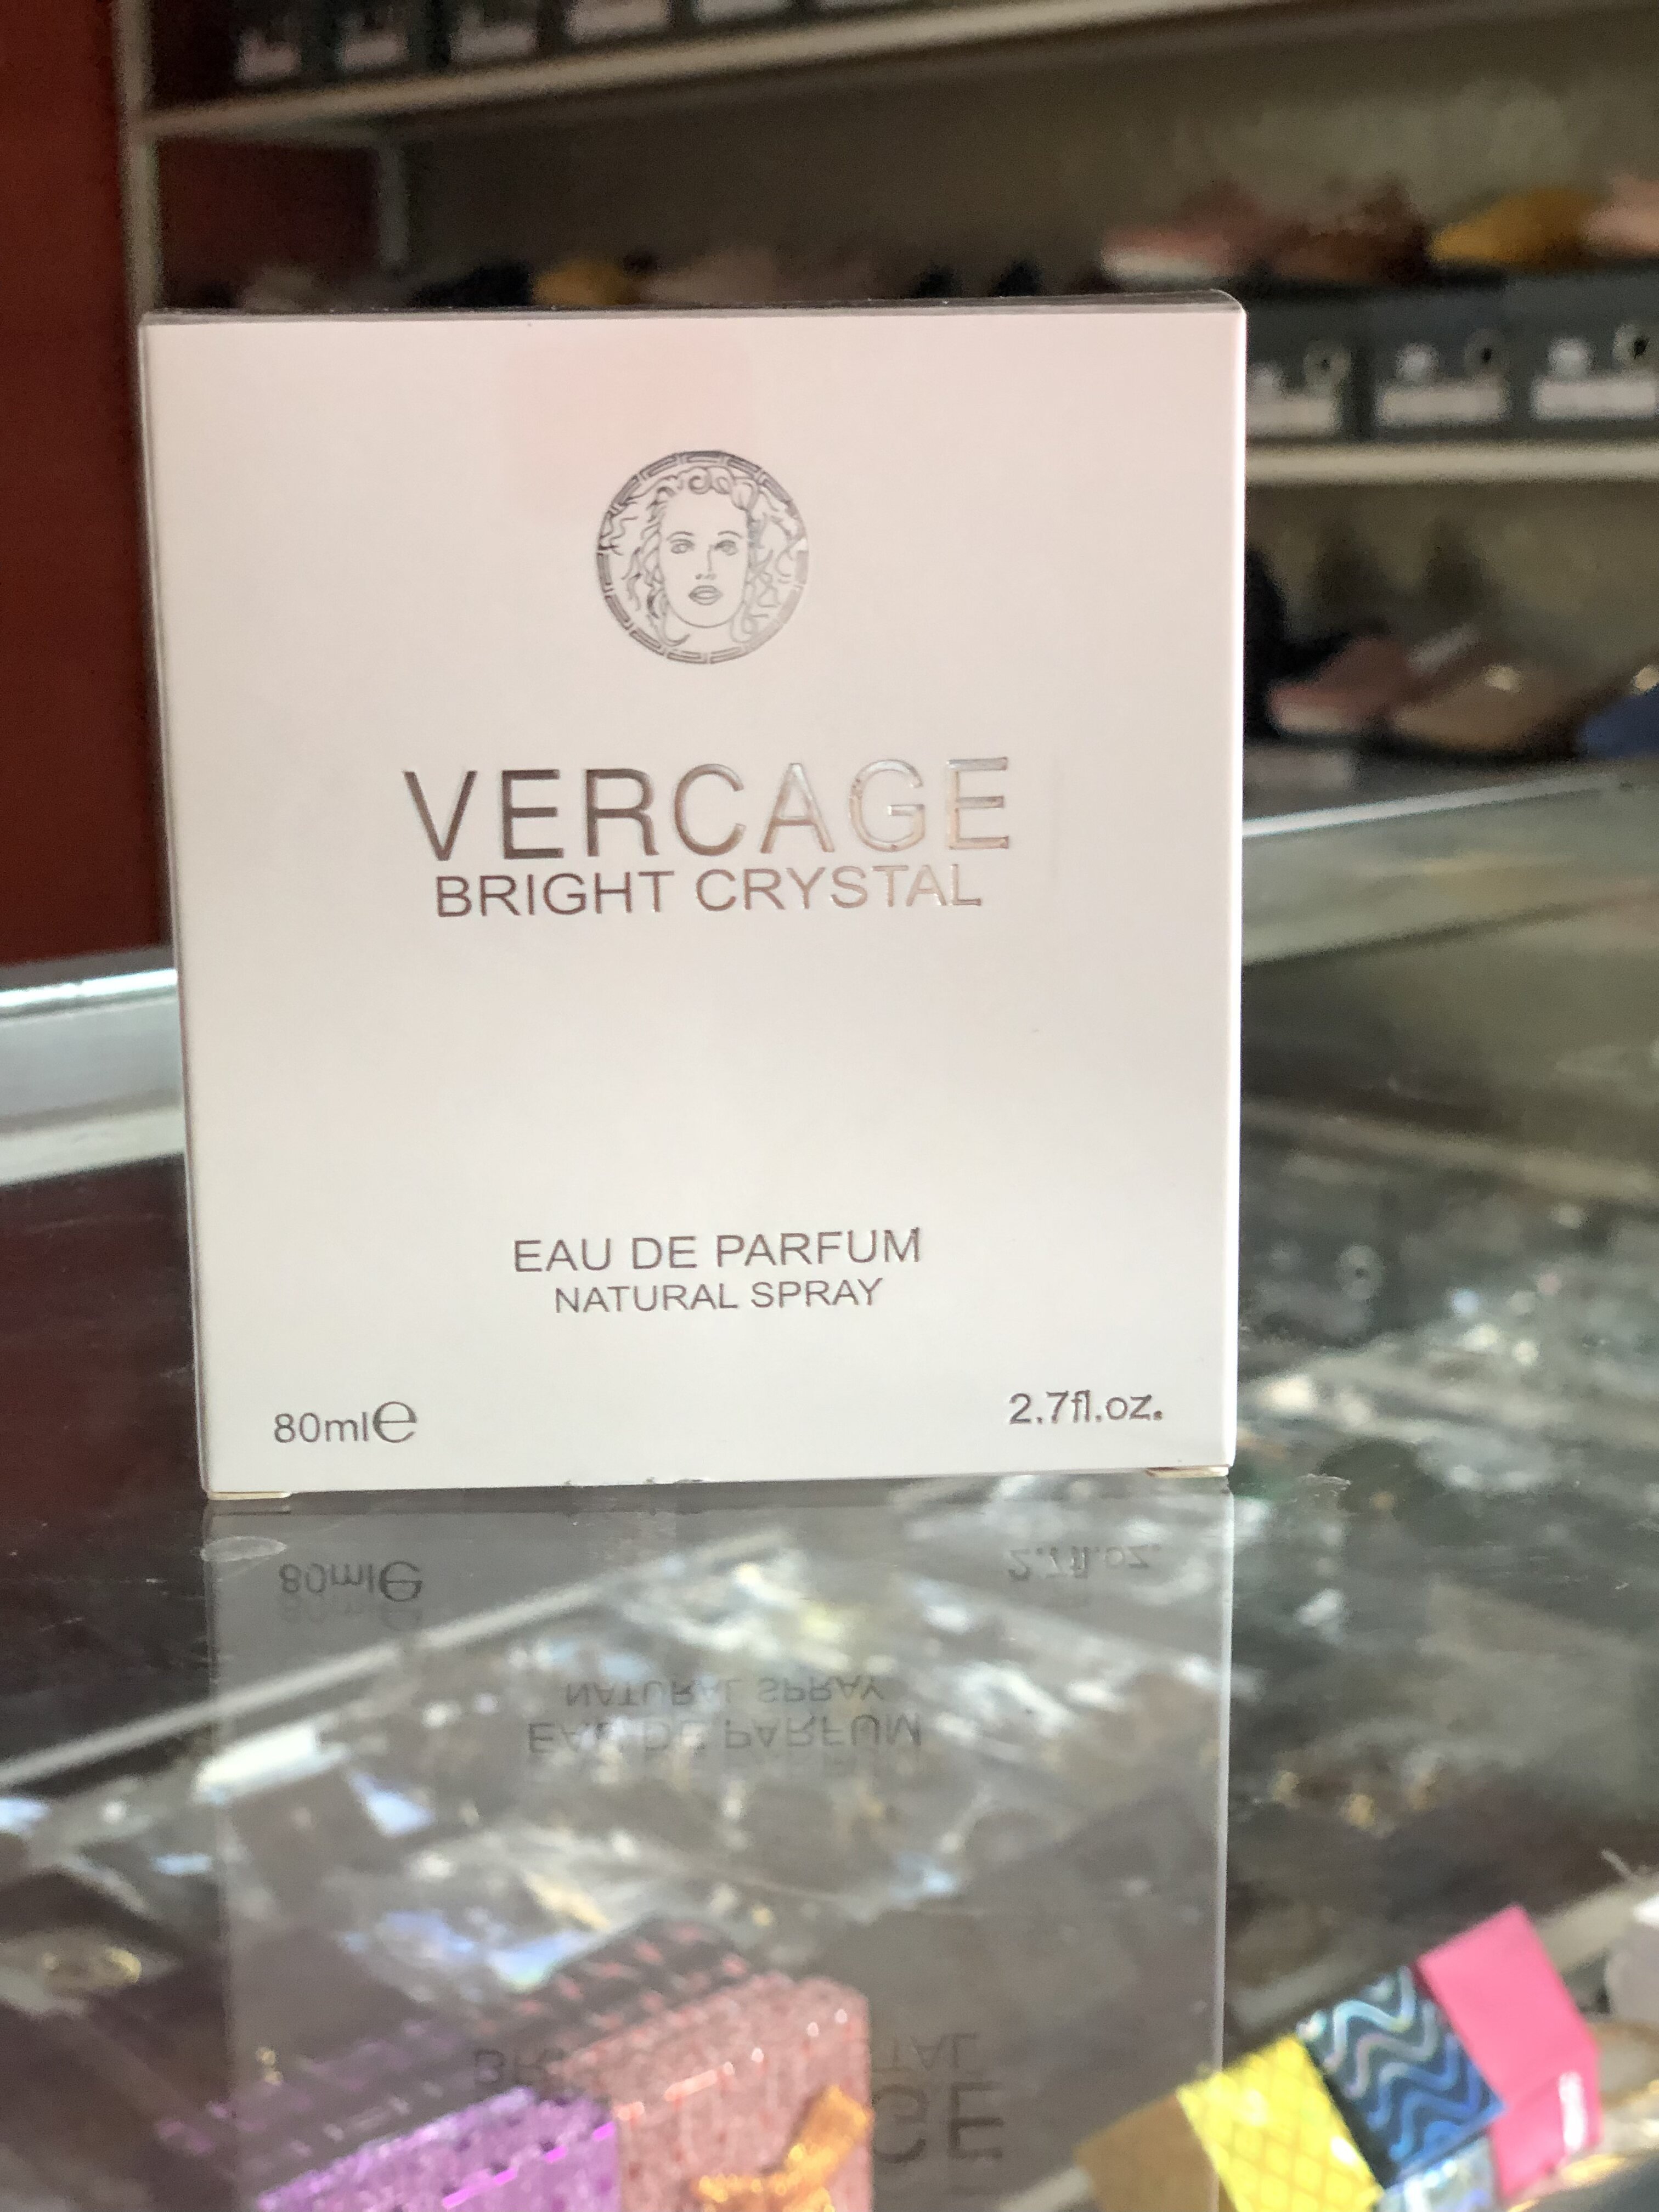 VERCAGE
BRIGHT CRYSTAL
EAU DE PARFUM
NATURAL SPRAY
80ml℮
2.7fl.oz.